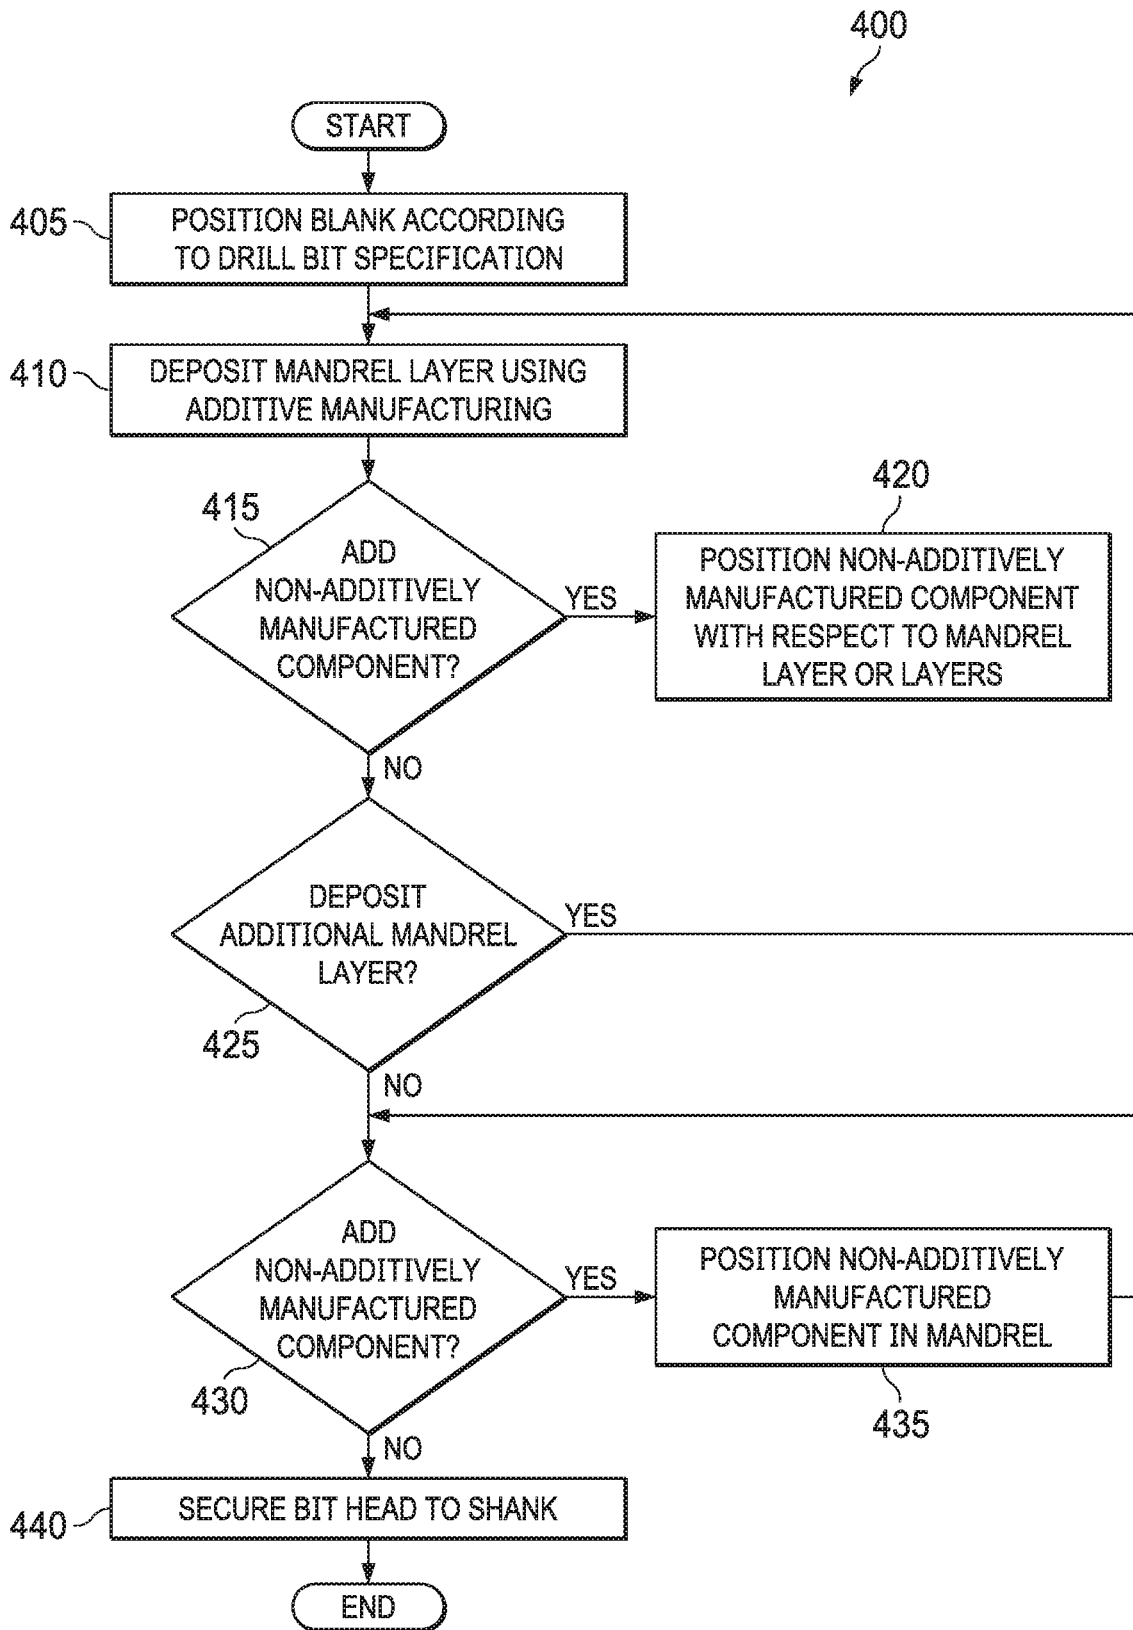 400
START
405
POSITION BLANK ACCORDING
TO DRILL BIT SPECIFICATION
410
DEPOSIT MANDREL LAYER USING
ADDITIVE MANUFACTURING
415
ADD
NON-ADDITIVELY
MANUFACTURED
COMPONENT?
YES
420
POSITION NON-ADDITIVELY
MANUFACTURED COMPONENT
WITH RESPECT TO MANDREL
LAYER OR LAYERS
NO
DEPOSIT
ADDITIONAL MANDREL
LAYER?
YES
425
NO
ADD
NON-ADDITIVELY
MANUFACTURED
COMPONENT?
YES
430
POSITION NON-ADDITIVELY
MANUFACTURED
COMPONENT IN MANDREL
435
NO
440
SECURE BIT HEAD TO SHANK
END